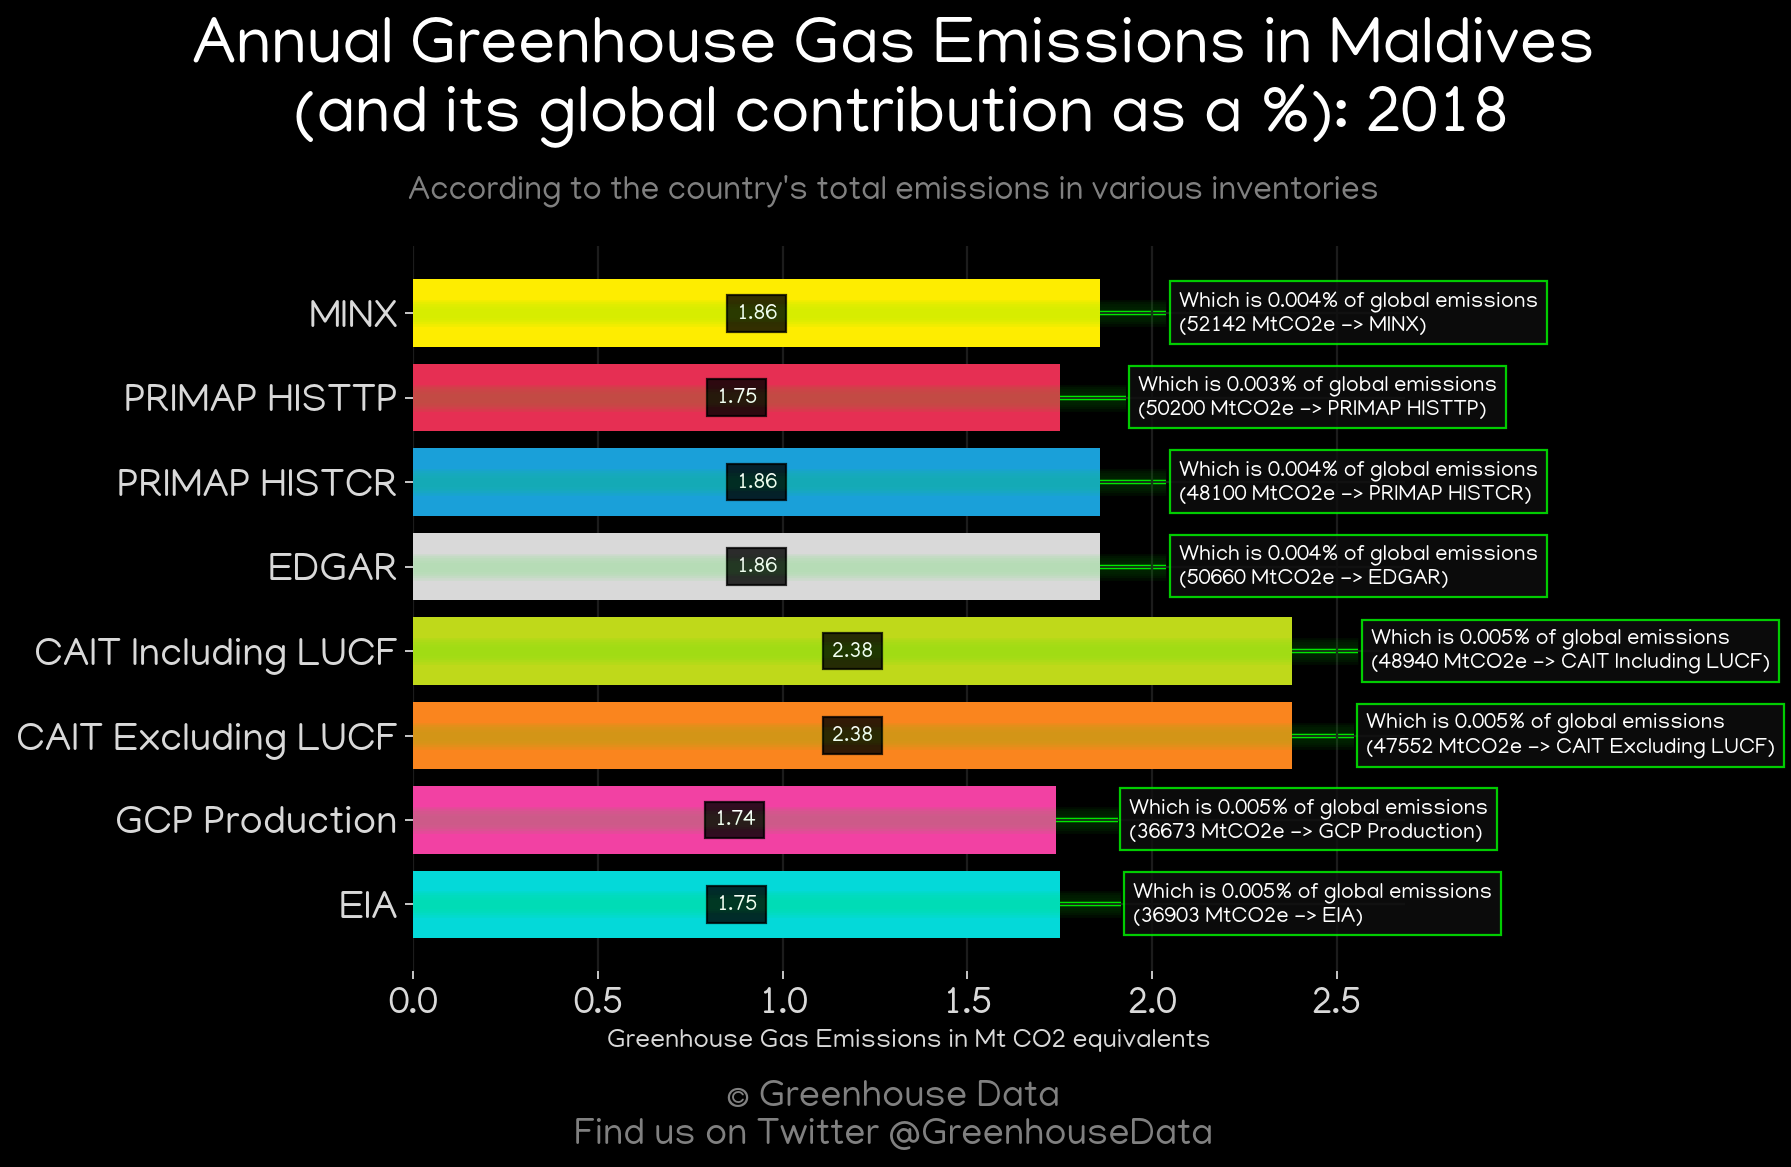 Annual Greenhouse Gas Emissions in Maldives
(and its global contribution as a %): 2018
According to the country's total emissions in various inventories
MINX
1.86
Which is 0.004% of global emissions
(52142 MtCO2e -> MINX)
PRIMAP HISTTP
1.75
Which is 0.003% of global emissions
(50200 MtCO2e -> PRIMAP HISTTP)
PRIMAP HISTCR
1.86
Which is 0.004% of global emissions
(48100 MtCO2e -> PRIMAP HISTCR)
EDGAR
1.86
Which is 0.004% of global emissions
(50660 MtCO2e -> EDGAR)
CAIT Including LUCF
2.38
Which is 0.005% of global emissions
(48940 MtCO2e -> CAIT Including LUCF)
CAIT Excluding LUCF
2.38
Which is 0.005% of global emissions
(47552 MtCO2e -> CAIT Excluding LUCF)
GCP Production
1.74
Which is 0.005% of global emissions
(36673 MtCO2e -> GCP Production)
EIA
1.75
Which is 0.005% of global emissions
(36903 MtCO2e -> EIA)
0.0 0.5 1.0 1.5 2.0 2.5
Greenhouse Gas Emissions in Mt CO2 equivalents
© Greenhouse Data
Find us on Twitter @GreenhouseData